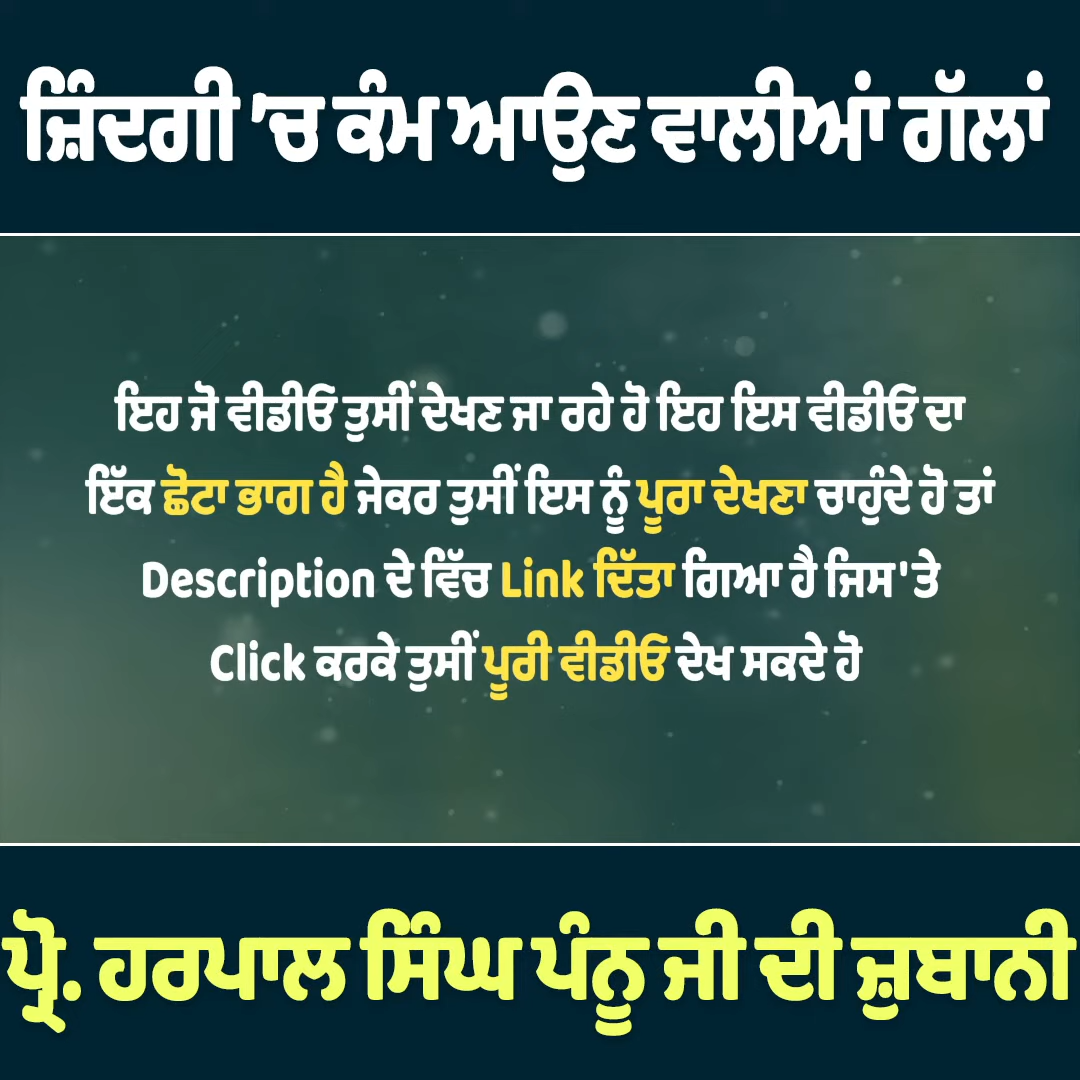 ਜ਼ਿੰਦਗੀ 'ਚ ਕੰਮ ਆਉਣ ਵਾਲੀਆਂ ਗੱਲਾਂ
ਇਹ ਜੋ ਵੀਡੀਓ ਤੁਸੀਂ ਦੇਖਣ ਜਾ ਰਹੇ ਹੋ ਇਹ ਇਸ ਵੀਡੀਓ ਦਾ
ਇੱਕ ਛੋਟਾ ਭਾਗ ਹੈ ਜੇਕਰ ਤੁਸੀਂ ਇਸ ਨੂੰ ਪੂਰਾ ਦੇਖਣਾ ਚਾਹੁੰਦੇ ਹੋ ਤਾਂ
Description ਦੇ ਵਿੱਚ Link ਦਿੱਤਾ ਗਿਆ ਹੈ ਜਿਸ'ਤੇ
Click ਕਰਕੇ ਤੁਸੀਂ ਪੂਰੀ ਵੀਡੀਓ ਦੇਖ ਸਕਦੇ ਹੋ
ਪ੍ਰੋ. ਹਰਪਾਲ ਸਿੰਘ ਪੰਨੂ ਜੀ ਦੀ ਜ਼ੁਬਾਨੀ